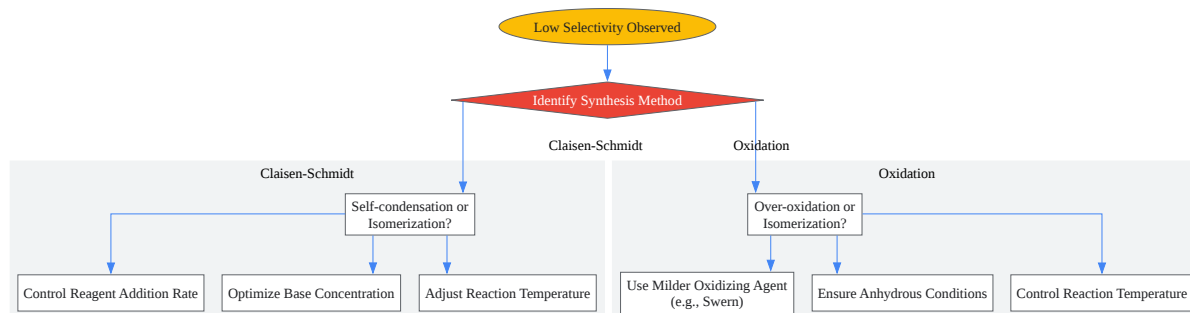 Low Selectivity Observed
Identify Synthesis Method
Claisen-Schmidt
Oxidation
Claisen-Schmidt
Self-condensation or
Isomerization?
Control Reagent Addition Rate
Optimize Base Concentration
Adjust Reaction Temperature
Oxidation
Over-oxidation or
Isomerization?
Use Milder Oxidizing Agent
(e.g., Swern)
Ensure Anhydrous Conditions
Control Reaction Temperature